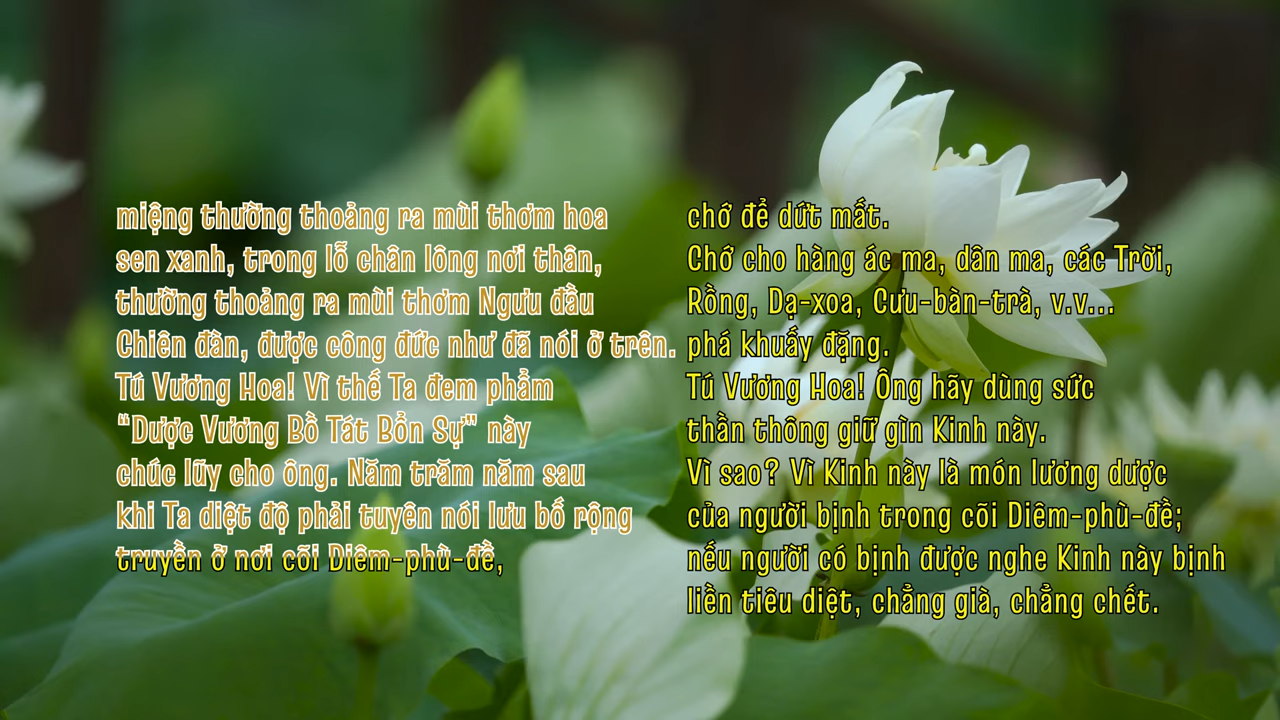 miệng thường thoảng ra mùi thơm hoa
sen xanh, trong lỗ chân lông nơi thân,
thường thoảng ra mùi thơm Ngưu đầu
Chiên đàn, được công đức như đã nói ở trên.
Tú Vương Hoa! Vì thế Ta đem phẩm
“Dược Vương Bồ Tát Bổn Sự” này
chúc lũy cho ông. Năm trăm năm sau
khi Ta diệt độ phải tuyên nói lưu bố rộng
truyền ở nơi cõi Diêm-phù-đề,
chớ để dứt mất.
Chớ cho hàng ác ma, dân ma, các Trời,
Rồng, Dạ-xoa, Cưu-bàn-trà, v.v...
phá khuấy đặng.
Tú Vương Hoa! Ông hãy dùng sức
thần thông giữ gìn Kinh này.
Vì sao? Vì Kinh này là món lương dược
của người bịnh trong cõi Diêm-phù-đề;
nếu người có bịnh được nghe Kinh này bịnh
liền tiêu diệt, chẳng già, chẳng chết.